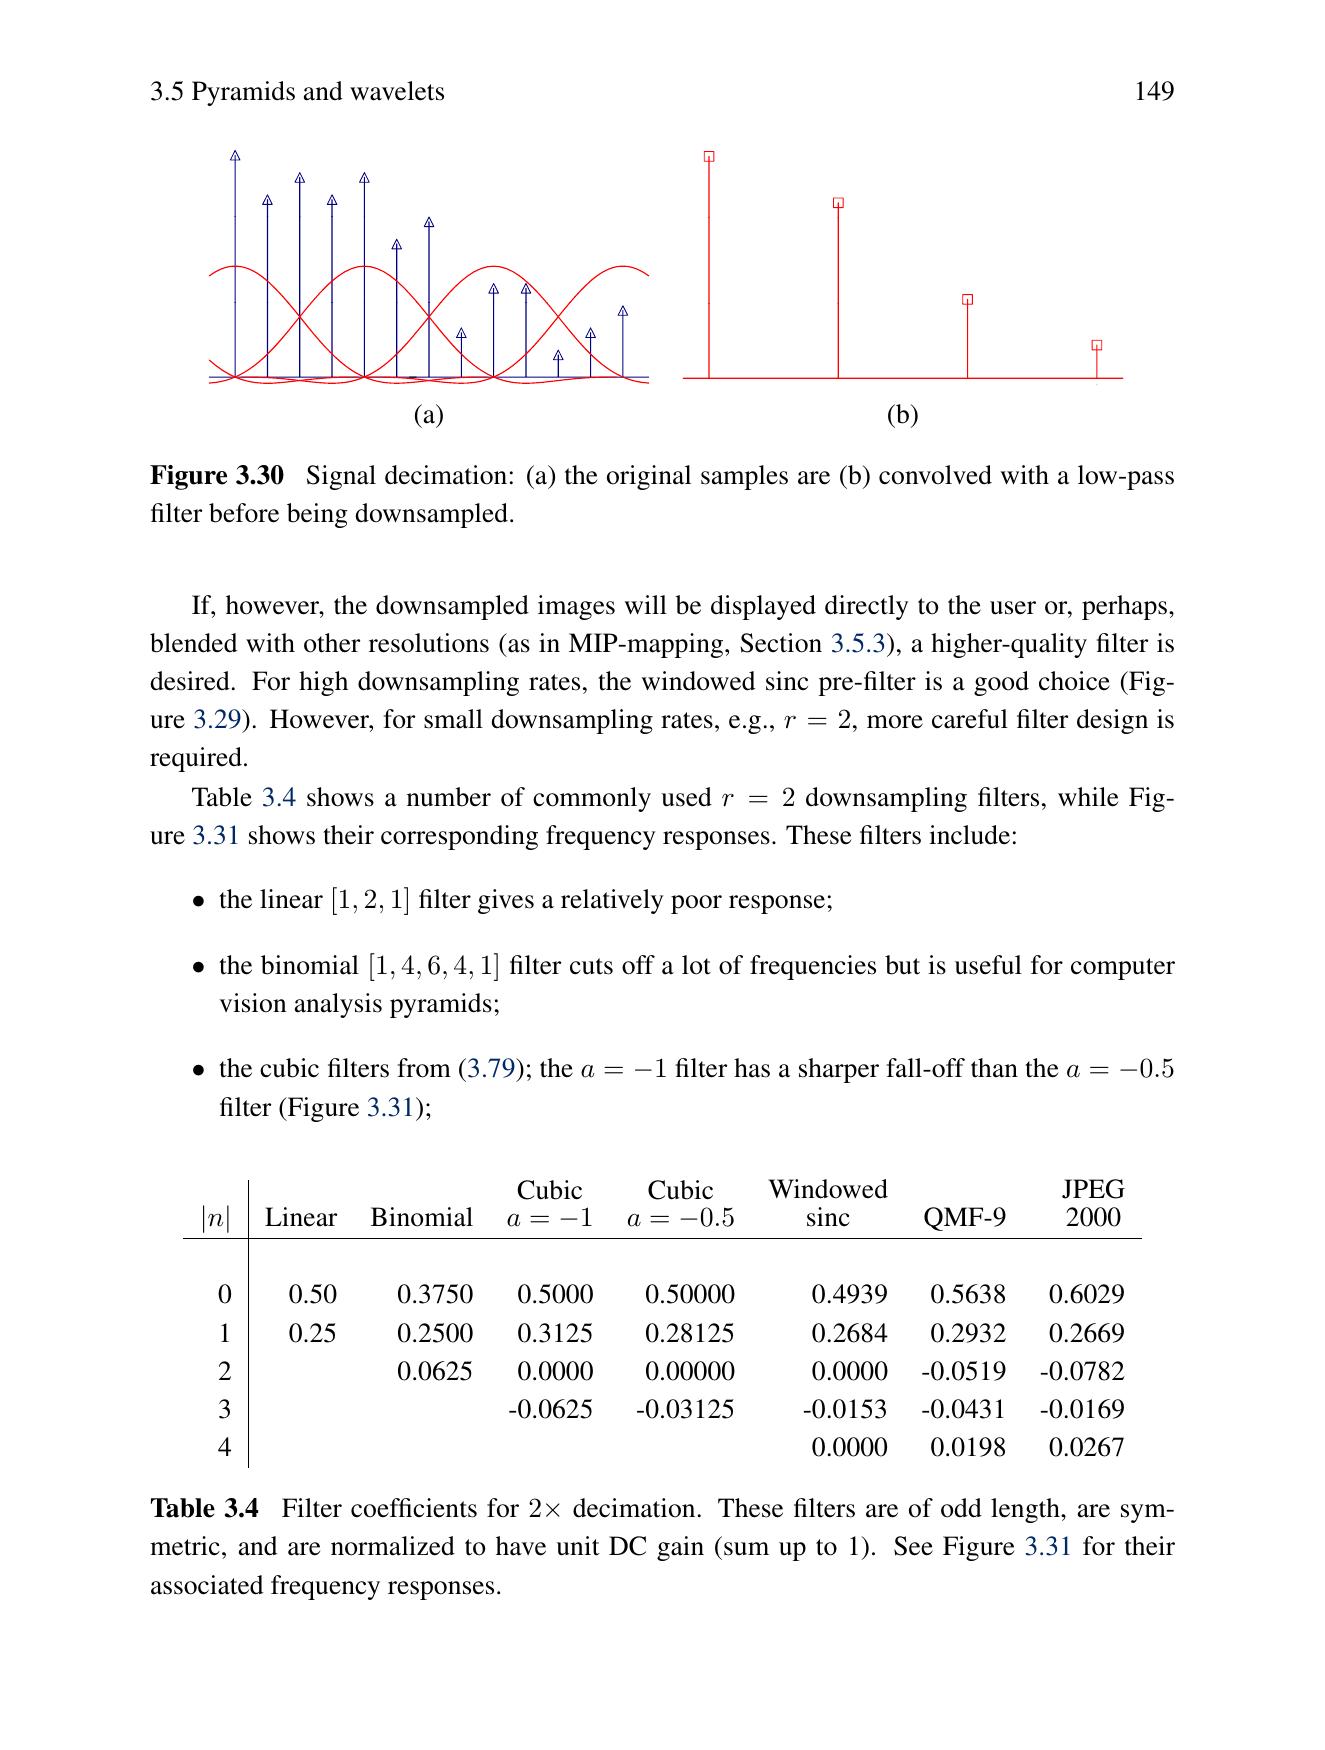 3.5 Pyramids and wavelets 149
(a) (b)
Figure 3.30 Signal decimation: (a) the original samples are (b) convolved with a low-pass
filter before being downsampled.
If, however, the downsampled images will be displayed directly to the user or, perhaps,
blended with other resolutions (as in MIP-mapping, Section 3.5.3), a higher-quality filter is
desired. For high downsampling rates, the windowed sinc pre-filter is a good choice (Fig-
ure 3.29). However, for small downsampling rates, e.g., r = 2, more careful filter design is
required.
Table 3.4 shows a number of commonly used r = 2 downsampling filters, while Fig-
ure 3.31 shows their corresponding frequency responses. These filters include:
• the linear [1, 2, 1] filter gives a relatively poor response;
• the binomial [1, 4, 6, 4, 1] filter cuts off a lot of frequencies but is useful for computer
vision analysis pyramids;
• the cubic filters from (3.79); the a = −1 filter has a sharper fall-off than the a = −0.5
filter (Figure 3.31);
Cubic Cubic Windowed JPEG
|n| Linear Binomial a = −1 a = −0.5 sinc QMF-9 2000
0 0.50 0.3750 0.5000 0.50000 0.4939 0.5638 0.6029
1 0.25 0.2500 0.3125 0.28125 0.2684 0.2932 0.2669
2 0.0625 0.0000 0.00000 0.0000 -0.0519 -0.0782
3 -0.0625 -0.03125 -0.0153 -0.0431 -0.0169
4 0.0000 0.0198 0.0267
Table 3.4 Filter coefficients for 2× decimation. These filters are of odd length, are sym-
metric, and are normalized to have unit DC gain (sum up to 1). See Figure 3.31 for their
associated frequency responses.